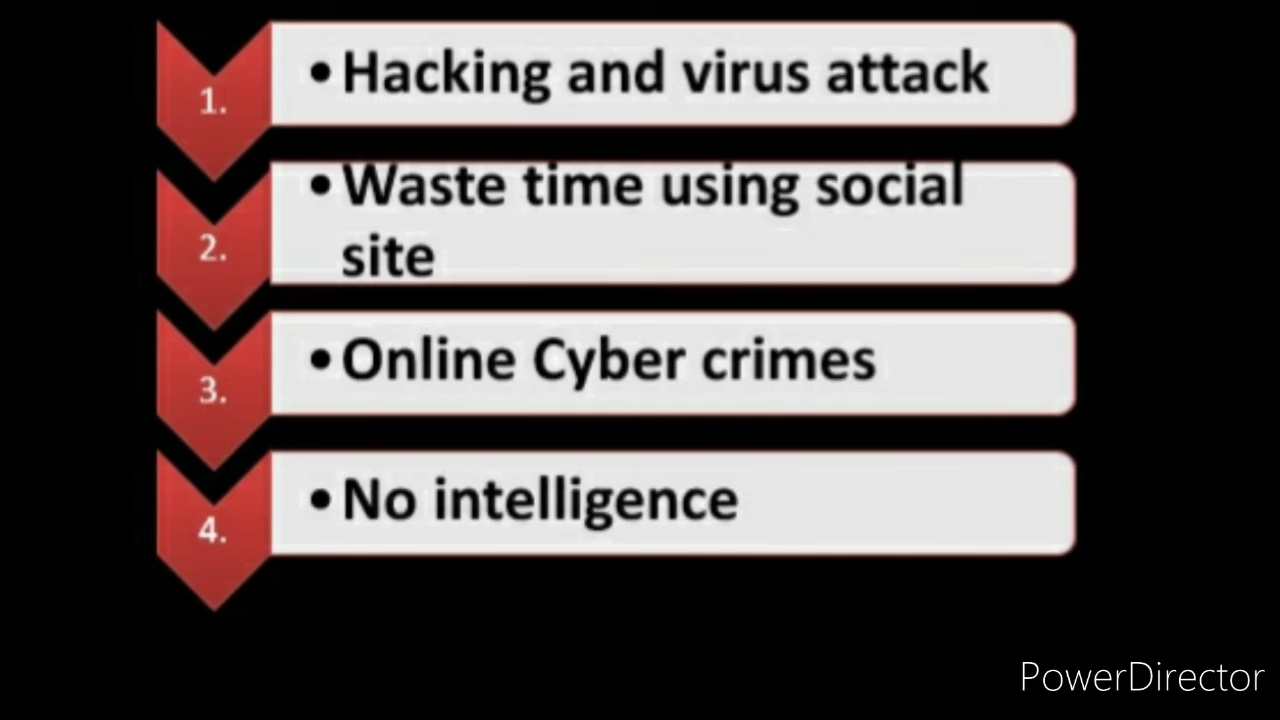 1.
• Hacking and virus attack
2.
• Waste time using social
site
3.
• Online Cyber crimes
4.
• No intelligence
PowerDirector